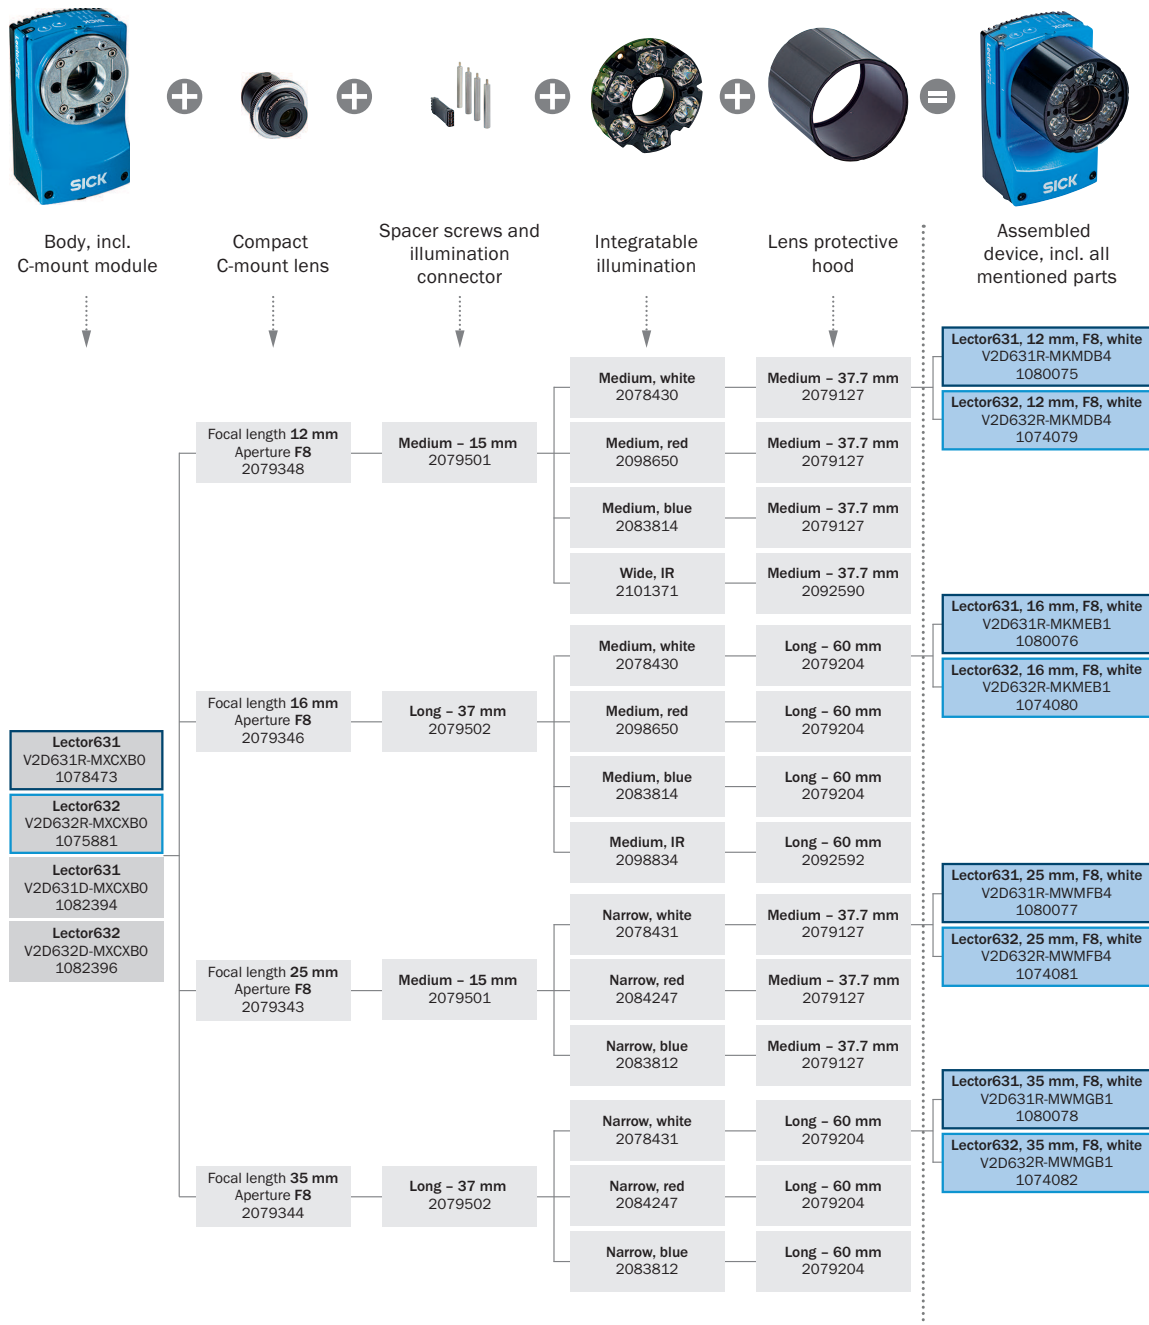 SICK
SICK
Body, incl.
C-mount module
Compact
C-mount lens
Spacer screws and
illumination
connector
Integratable
illumination
Lens protective
hood
Assembled
device, incl. all
mentioned parts
Lector631
V2D631R-MXCXB0
1078473
Lector632
V2D632R-MXCXB0
1075881
Lector631
V2D631D-MXCXB0
1082394
Lector632
V2D632D-MXCXB0
1082396
Focal length 12 mm
Aperture F8
2079348
Medium – 15 mm
2079501
Medium, white
2078430
Medium – 37.7 mm
2079127
Medium, red
2098650
Medium – 37.7 mm
2079127
Medium, blue
2083814
Medium – 37.7 mm
2079127
Wide, IR
2101371
Medium – 37.7 mm
2092590
Lector631, 12 mm, F8, white
V2D631R-MKMDB4
1080075
Lector632, 12 mm, F8, white
V2D632R-MKMDB4
1074079
Focal length 16 mm
Aperture F8
2079346
Long – 37 mm
2079502
Medium, white
2078430
Long – 60 mm
2079204
Medium, red
2098650
Long – 60 mm
2079204
Medium, blue
2083814
Long – 60 mm
2079204
Medium, IR
2098834
Long – 60 mm
2092592
Lector631, 16 mm, F8, white
V2D631R-MKMEB1
1080076
Lector632, 16 mm, F8, white
V2D632R-MKMEB1
1074080
Focal length 25 mm
Aperture F8
2079343
Medium – 15 mm
2079501
Narrow, white
2078431
Medium – 37.7 mm
2079127
Narrow, red
2084247
Medium – 37.7 mm
2079127
Narrow, blue
2083812
Medium – 37.7 mm
2079127
Lector631, 25 mm, F8, white
V2D631R-MWMFB4
1080077
Lector632, 25 mm, F8, white
V2D632R-MWMFB4
1074081
Focal length 35 mm
Aperture F8
2079344
Long – 37 mm
2079502
Narrow, white
2078431
Long – 60 mm
2079204
Narrow, red
2084247
Long – 60 mm
2079204
Narrow, blue
2083812
Long – 60 mm
2079204
Lector631, 35 mm, F8, white
V2D631R-MWMGB1
1080078
Lector632, 35 mm, F8, white
V2D632R-MWMGB1
1074082